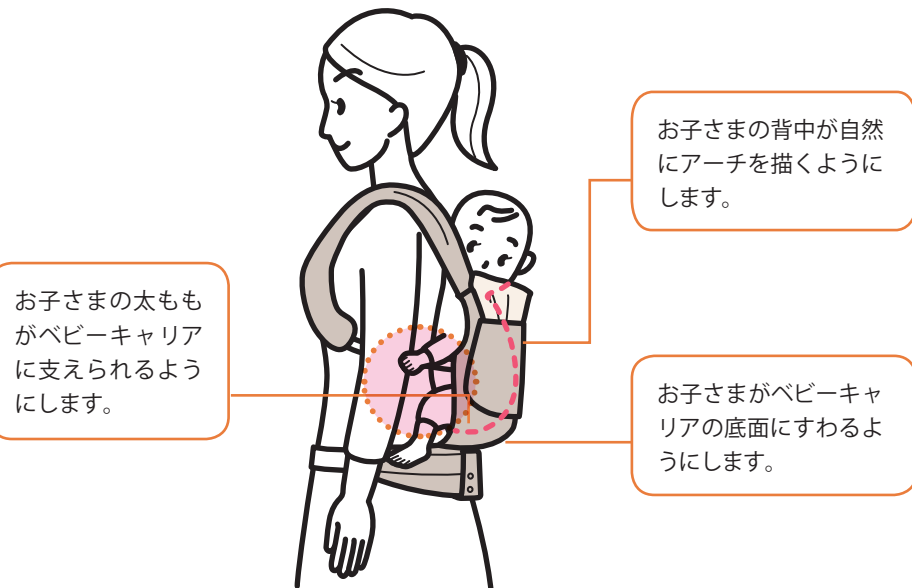 お子さまの背中が自然
にアーチを描くように
します。
お子さまの太もも
がベビーキャリア
に支えられるよう
にします。
お子さまがベビーキャ
リアの底面にすわるよ
うにします。